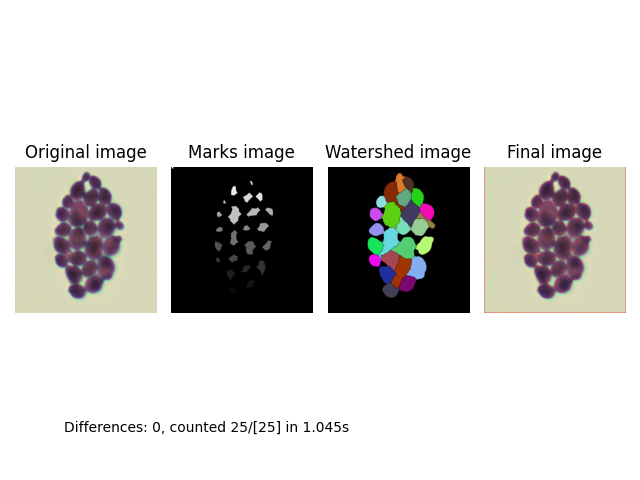 Original image
Marks image
Watershed image
Final image
Differences: 0, counted 25/[25] in 1.045s